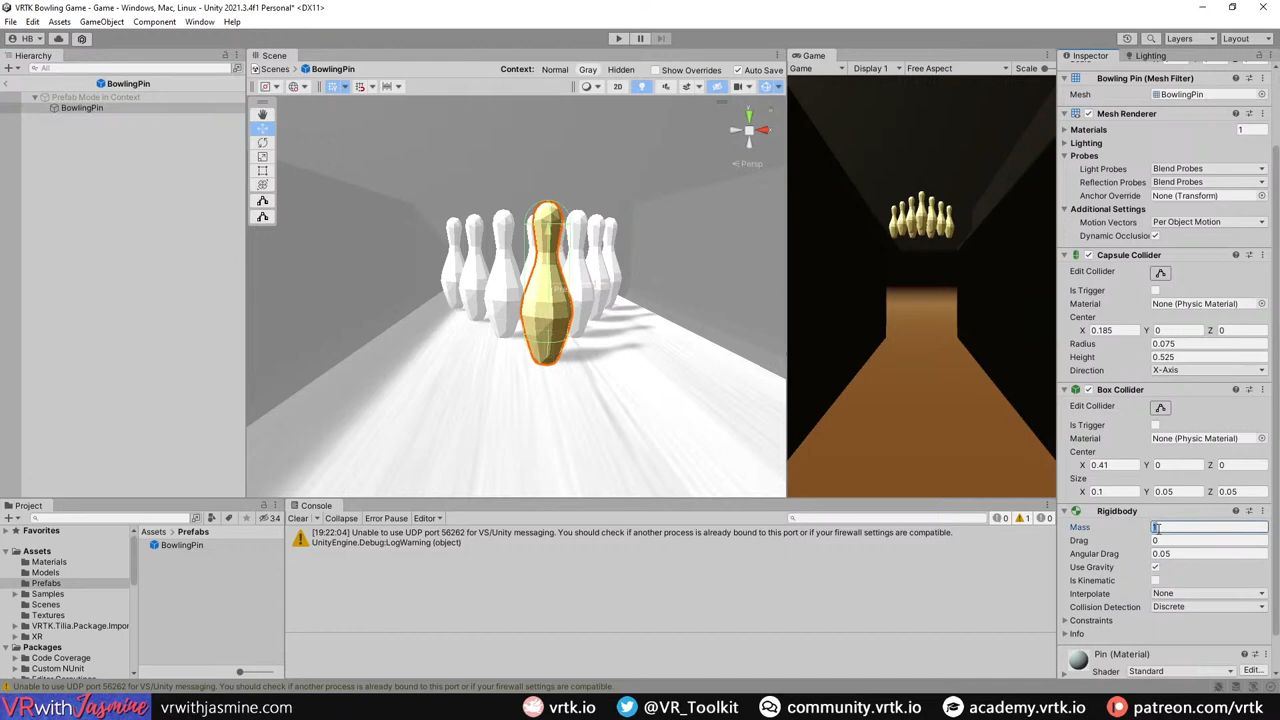 VRTK Bowling Game - Game - Windows, Mac, Linux - Unity 2021.3.4f1 Personal* <DX11>
File Edit Assets GameObject Component Window Help
HB Layers Layout
Hierarchy
All
BowlingPin
Prefab Mode in Context
BowlingPin
Scene
Scenes BowlingPin Context: Normal Gray Hidden Show Overrides Auto Save
2D
y
x
Persp
Game
Game Display 1 Free Aspect Scale
Inspector Lighting
Bowling Pin (Mesh Filter)
Mesh BowlingPin
Mesh Renderer
Materials 1
Lighting
Probes
Light Probes Blend Probes
Reflection Probes Blend Probes
Anchor Override None (Transform)
Additional Settings
Motion Vectors Per Object Motion
Dynamic Occlusion
Capsule Collider
Edit Collider
Is Trigger
Material None (Physic Material)
Center
X 0.185 Y 0 Z 0
Radius 0.075
Height 0.525
Direction X-Axis
Box Collider
Edit Collider
Is Trigger
Material None (Physic Material)
Center
X 0.41 Y 0 Z 0
Size
X 0.1 Y 0.05 Z 0.05
Rigidbody
Mass
Drag 0
Angular Drag 0.05
Use Gravity
Is Kinematic
Interpolate None
Collision Detection Discrete
Constraints
Info
Pin (Material)
Shader Standard Edit...
Project
34
Favorites
Assets
Materials
Models
Prefabs
Samples
Scenes
Textures
VRTK.Tilia.Package.Impor
XR
Packages
Code Coverage
Custom NUnit
Assets Prefabs
BowlingPin
Console
Clear Collapse Error Pause Editor 0 1 0
[19:22:04] Unable to use UDP port 56262 for VS/Unity messaging. You should check if another process is already bound to this port or if your firewall settings are compatible.
UnityEngine.Debug:LogWarning (object)
Unable to use UDP port 56262 for VS/Unity messaging. You should check if another process is already bound to this port or if your firewall settings are compatible.
VRwithJasmine vrwithjasmine.com vrtk.io @VR_Toolkit community.vrtk.io academy.vrtk.io patreon.com/vrtk